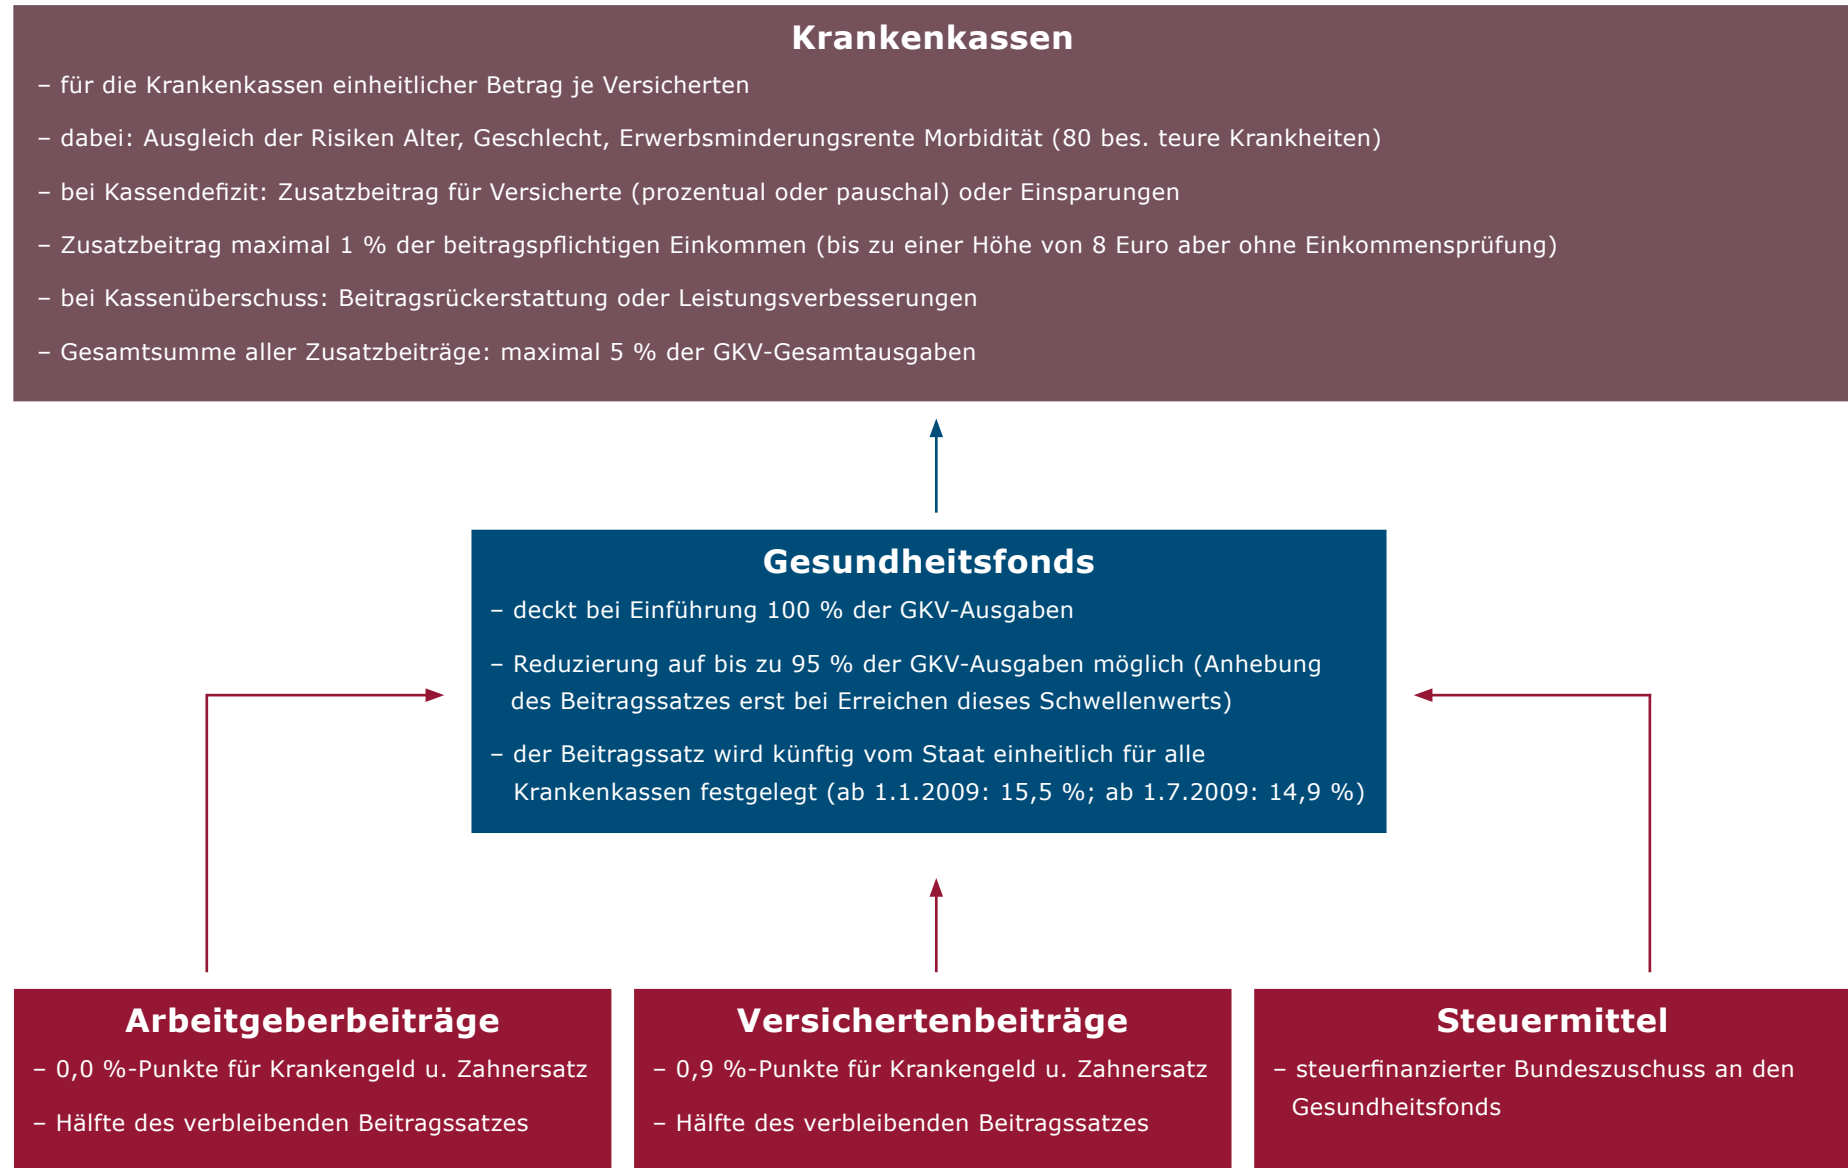 Krankenkassen
– für die Krankenkassen einheitlicher Betrag je Versicherten
– dabei: Ausgleich der Risiken Alter, Geschlecht, Erwerbsminderungsrente Morbidität (80 bes. teure Krankheiten)
– bei Kassendefizit: Zusatzbeitrag für Versicherte (prozentual oder pauschal) oder Einsparungen
– Zusatzbeitrag maximal 1 % der beitragspflichtigen Einkommen (bis zu einer Höhe von 8 Euro aber ohne Einkommensprüfung)
– bei Kassenüberschuss: Beitragsrückerstattung oder Leistungsverbesserungen
– Gesamtsumme aller Zusatzbeiträge: maximal 5 % der GKV-Gesamtausgaben
Gesundheitsfonds
– deckt bei Einführung 100 % der GKV-Ausgaben
– Reduzierung auf bis zu 95 % der GKV-Ausgaben möglich (Anhebung
des Beitragssatzes erst bei Erreichen dieses Schwellenwerts)
– der Beitragssatz wird künftig vom Staat einheitlich für alle
Krankenkassen festgelegt (ab 1.1.2009: 15,5 %; ab 1.7.2009: 14,9 %)
Arbeitgeberbeiträge
– 0,0 %-Punkte für Krankengeld u. Zahnersatz
– Hälfte des verbleibenden Beitragssatzes
Versichertenbeiträge
– 0,9 %-Punkte für Krankengeld u. Zahnersatz
– Hälfte des verbleibenden Beitragssatzes
Steuermittel
– steuerfinanzierter Bundeszuschuss an den
Gesundheitsfonds